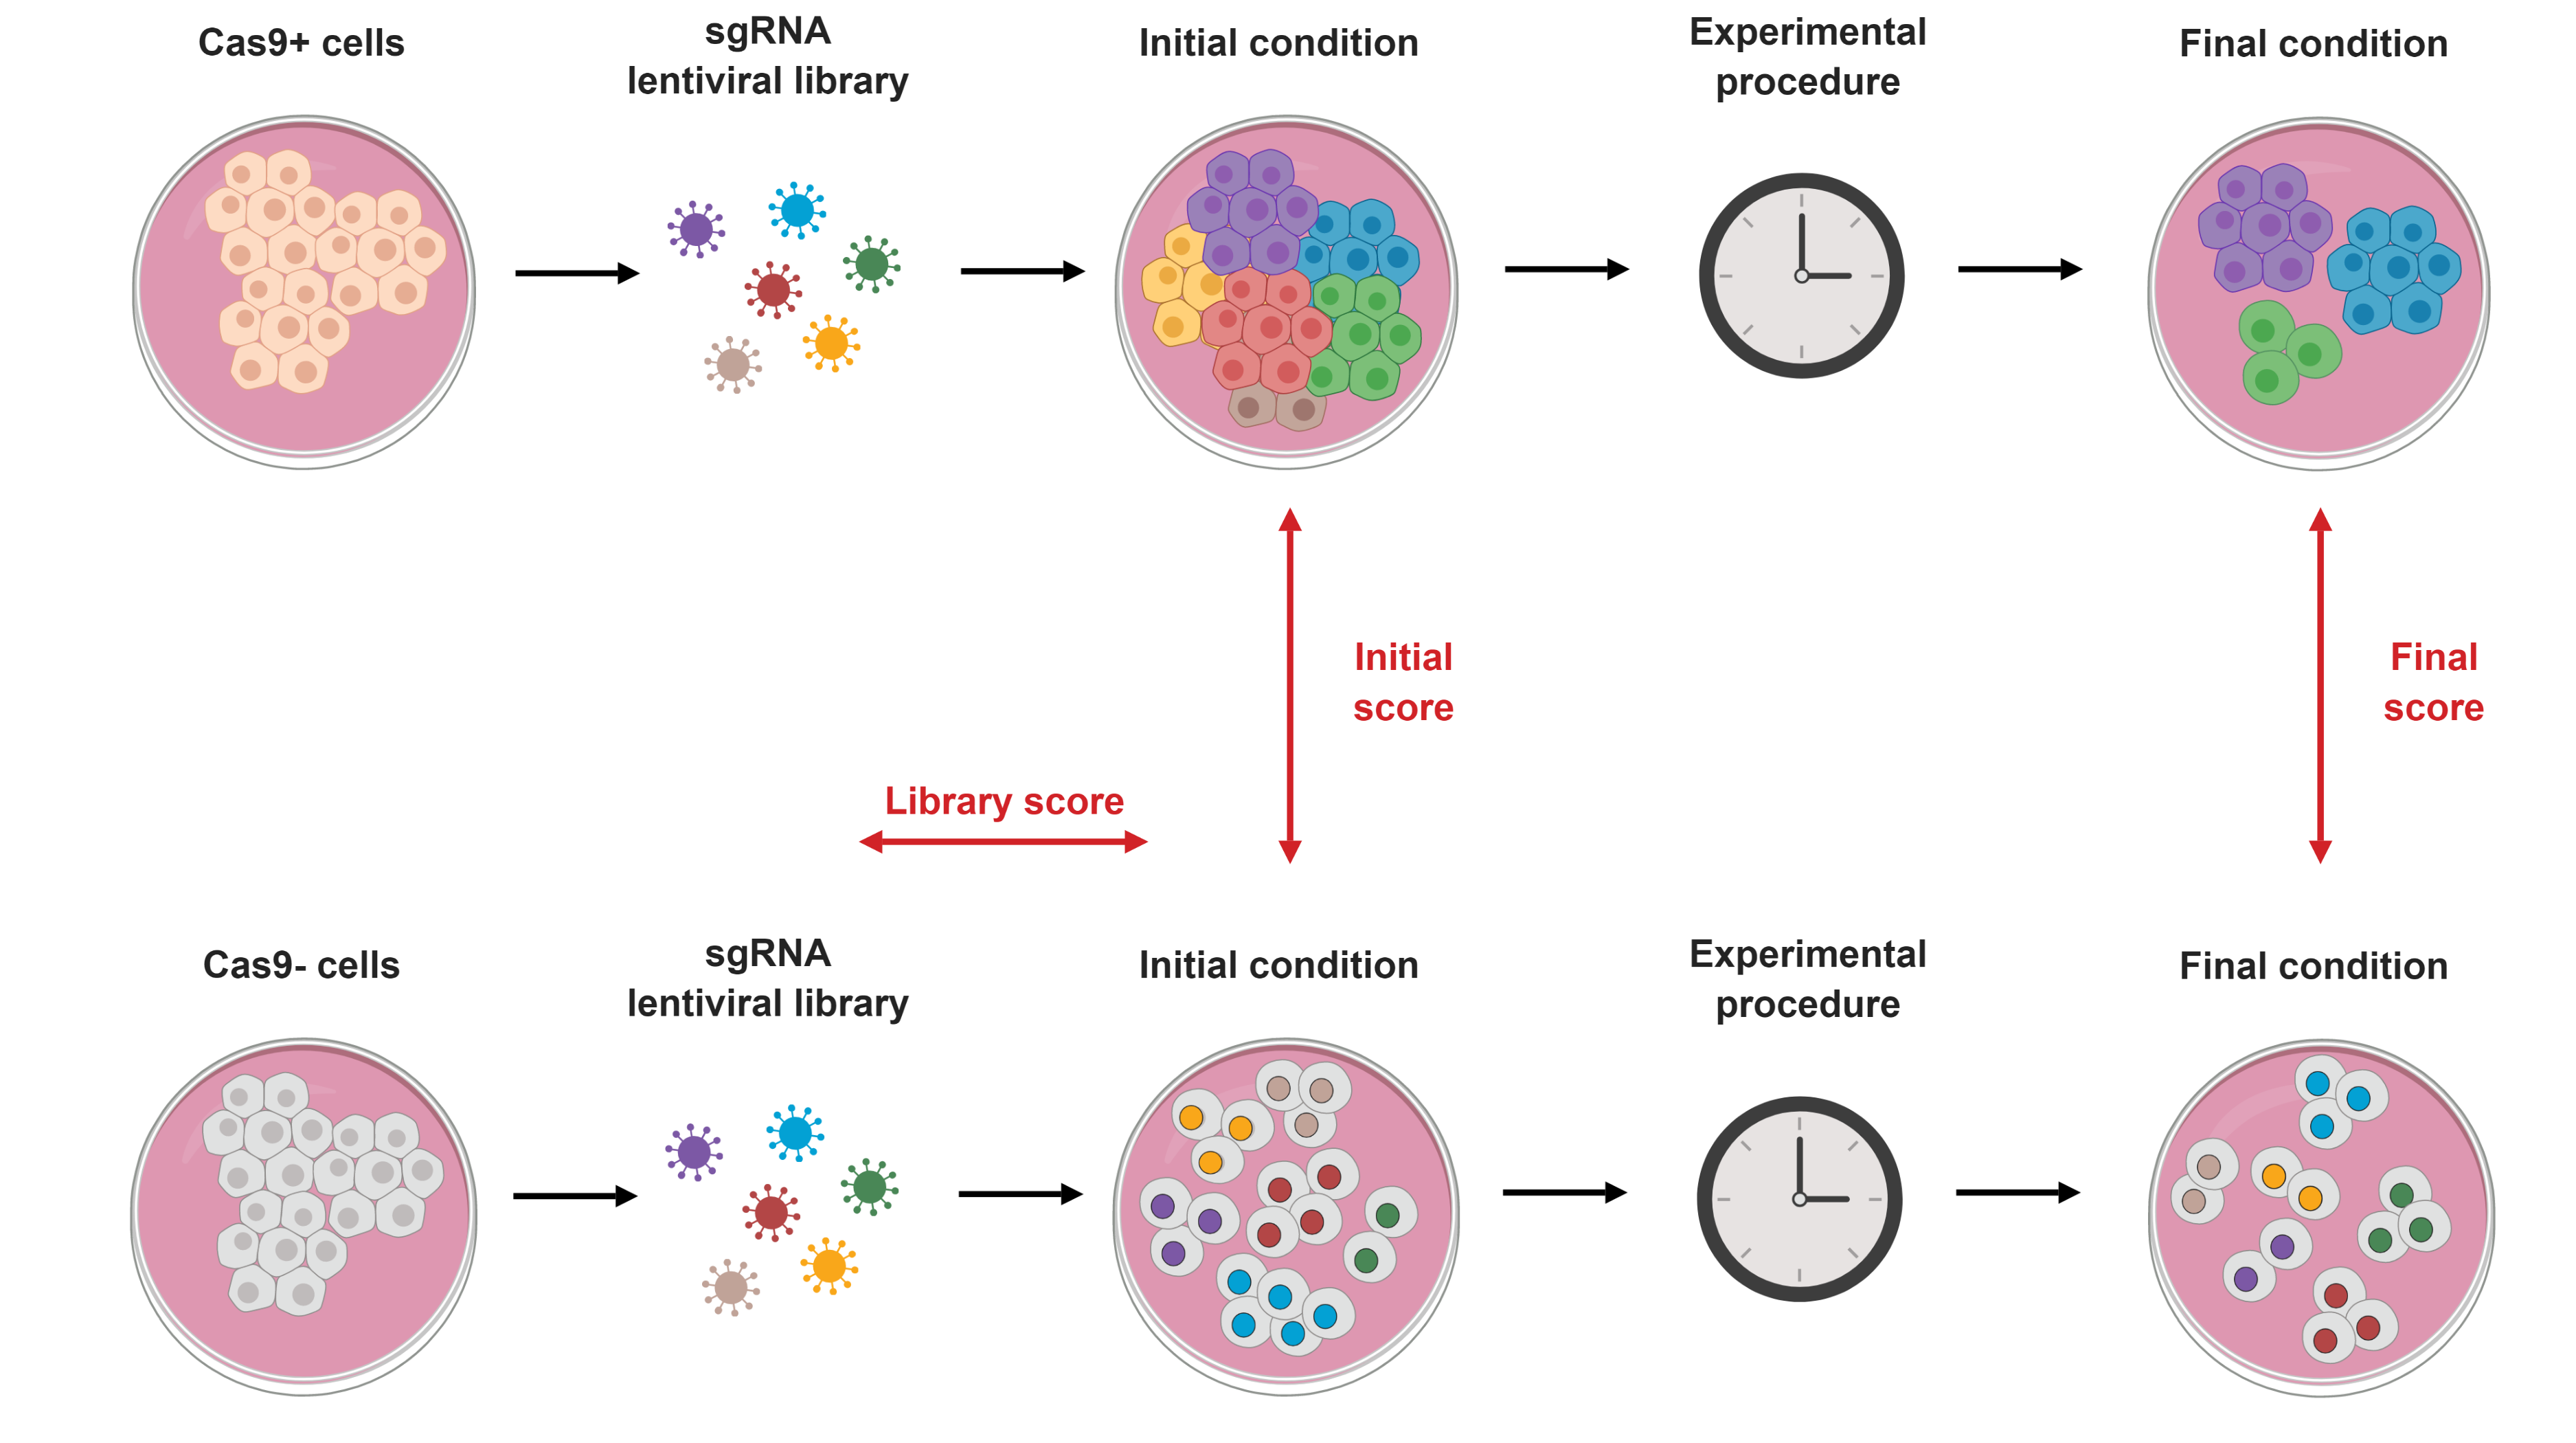 Cas9+ cells
sgRNA
lentiviral library
Initial condition
Experimental
procedure
Final condition
Initial
score
Final
score
Library score
Cas9- cells
sgRNA
lentiviral library
Initial condition
Experimental
procedure
Final condition